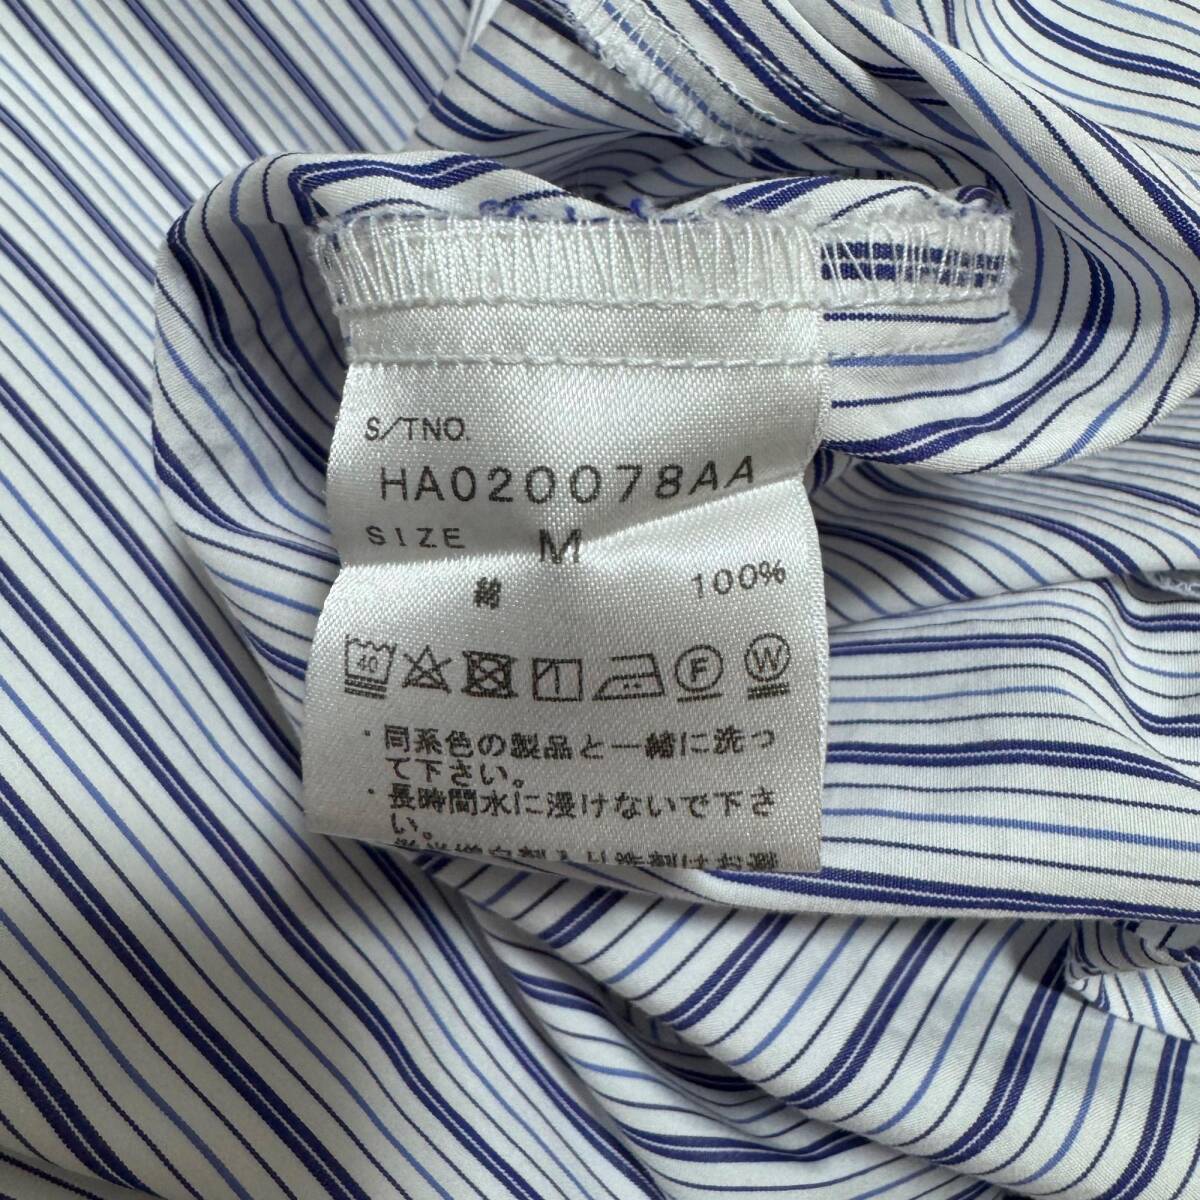 S/TNO.
HA020078AA
SIZE M
綿 100%
40 F W
・同系色の製品と一緒に洗っ
て下さい。
・長時間水に浸けないで下さ
い。